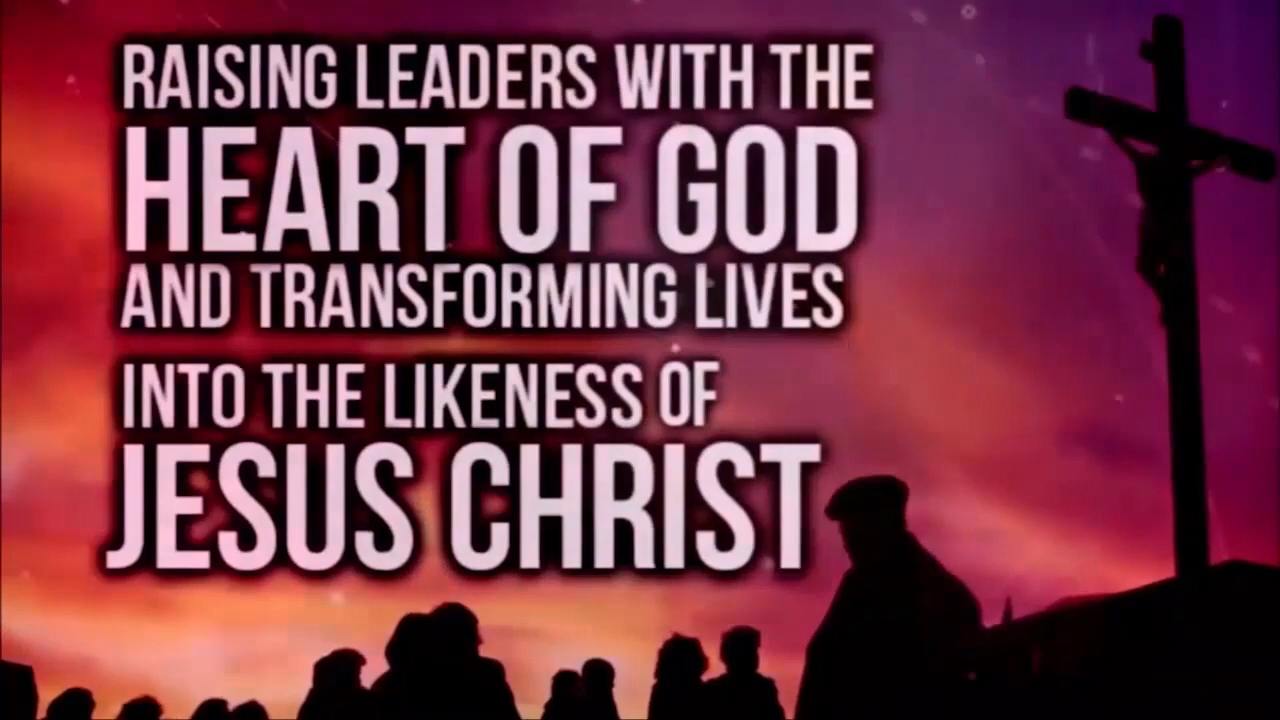 RAISING LEADERS WITH THE
HEART OF GOD
AND TRANSFORMING LIVES
INTO THE LIKENESS OF
JESUS CHRIST